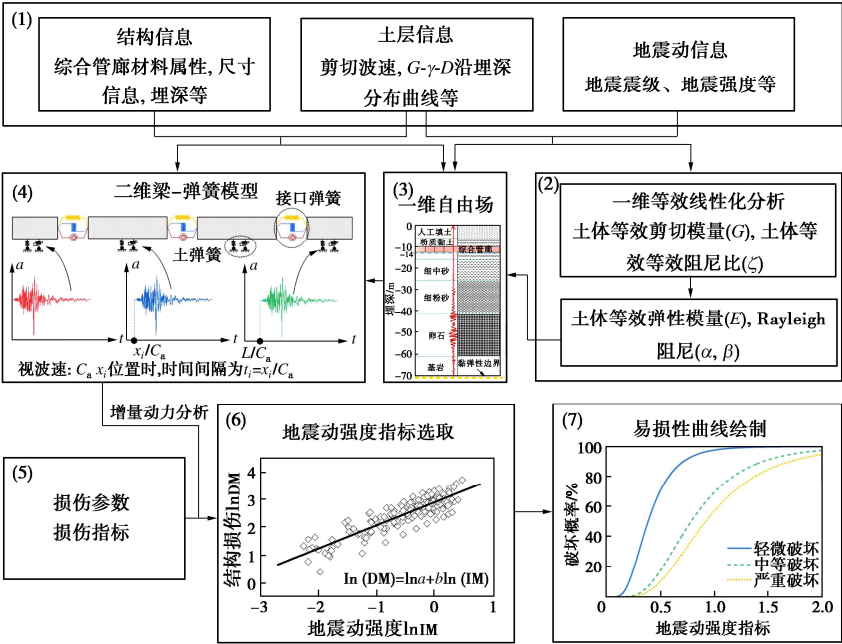 (1)
结构信息
综合管廊材料属性, 尺寸
信息, 埋深等
土层信息
剪切波速, G-γ-D沿埋深
分布曲线等
地震动信息
地震震级、地震强度等
(4)
二维梁-弹簧模型
接口弹簧
土弹簧
a
a
a
t
t
t
xᵢ/Cₐ
L/Cₐ
视波速: Cₐ xᵢ位置时,时间间隔为tᵢ=xᵢ/Cₐ
(3)
一维自由场
埋深/m
0
-10
-14
-20
-30
-40
-50
-60
-70
人工填土
粉质黏土
综合管廊
细中砂
细粉砂
卵石
基岩
黏弹性边界
(2)
一维等效线性化分析
土体等效剪切模量(G), 土体等
效等效阻尼比(ζ)
土体等效弹性模量(E), Rayleigh
阻尼(α, β)
增量动力分析
(5)
损伤参数
损伤指标
(6)
地震动强度指标选取
结构损伤lnDM
4
3
2
1
0
In (DM)=lna+bln (IM)
-3
-2
-1
0
1
地震动强度lnIM
(7)
易损性曲线绘制
破坏概率/%
100
80
60
40
20
轻微破坏
中等破坏
严重破坏
0
0.5
1.0
1.5
2.0
地震动强度指标